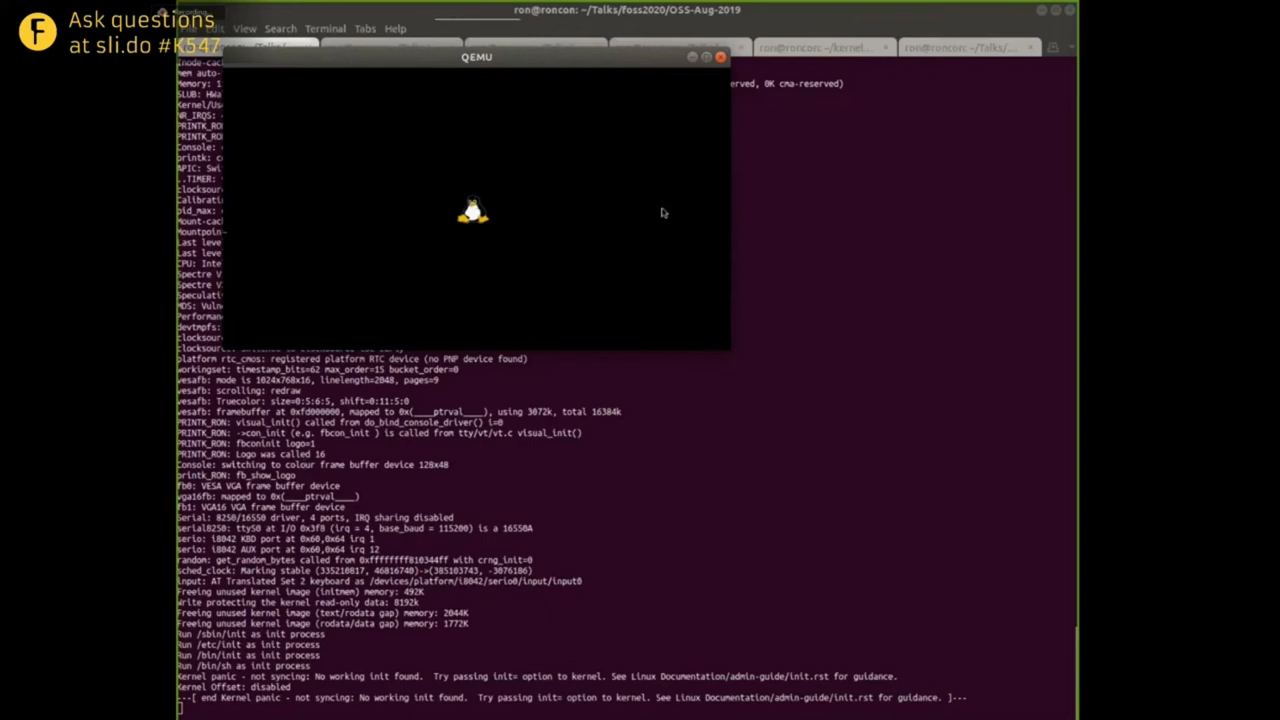 Ask questions
at sli.do #K547
ron@roncon: ~/Talks/foss2020/OSS-Aug-2019
Edit View Search Terminal Tabs Help
ron@roncon: ~/kernel...
ron@roncon: ~/Talks/...
QEMU
Inode-cac
mem auto-
Memory: 1
erved, 0K cma-reserved)
SLUB: HWa
Kernel/Use
NR_IRQS:
PRINTK_RO
PRINTK_RO
Console:
printk: co
APIC: Swi
..TIMER:
clocksour
Calibrati
pid_max:
Mount-cac
Mountpoin-
Last leve
Last leve
CPU: Inte
Spectre V
Spectre V
Speculati
MDS: Vuln
Performan
devtmpfs:
clocksour
platform rtc_cmos: registered platform RTC device (no PNP device found)
workingset: timestamp_bits=62 max_order=15 bucket_order=0
vesafb: mode is 1024x768x16, linelength=2048, pages=9
vesafb: scrolling: redraw
vesafb: Truecolor: size=0:5:6:5, shift=0:11:5:0
vesafb: framebuffer at 0xfd000000, mapped to 0x(____ptrval____), using 3072k, total 16384k
PRINTK_RON: visual_init() called from do_bind_console_driver() i=0
PRINTK_RON: ->con_init (e.g. fbcon_init ) is called from tty/vt/vt.c visual_init()
PRINTK_RON: fbconinit logo=1
PRINTK_RON: Logo was called 16
Console: switching to colour frame buffer device 128x48
printk_RON: fb_show_logo
fb0: VESA VGA frame buffer device
vga16fb: mapped to 0x(____ptrval____)
fb1: VGA16 VGA frame buffer device
Serial: 8250/16550 driver, 4 ports, IRQ sharing disabled
serial8250: ttyS0 at I/O 0x3f8 (irq = 4, base_baud = 115200) is a 16550A
serio: i8042 KBD port at 0x60,0x64 irq 1
serio: i8042 AUX port at 0x60,0x64 irq 12
random: get_random_bytes called from 0xffffffff810344ff with crng_init=0
sched_clock: Marking stable (335210817, 46816740)->(385103743, -3076186)
input: AT Translated Set 2 keyboard as /devices/platform/i8042/serio0/input/input0
Freeing unused kernel image (initmem) memory: 492K
Write protecting the kernel read-only data: 8192k
Freeing unused kernel image (text/rodata gap) memory: 2044K
Freeing unused kernel image (rodata/data gap) memory: 1772K
Run /sbin/init as init process
Run /etc/init as init process
Run /bin/init as init process
Run /bin/sh as init process
Kernel panic - not syncing: No working init found.  Try passing init= option to kernel. See Linux Documentation/admin-guide/init.rst for guidance.
Kernel Offset: disabled
---[ end Kernel panic - not syncing: No working init found.  Try passing init= option to kernel. See Linux Documentation/admin-guide/init.rst for guidance. ]---